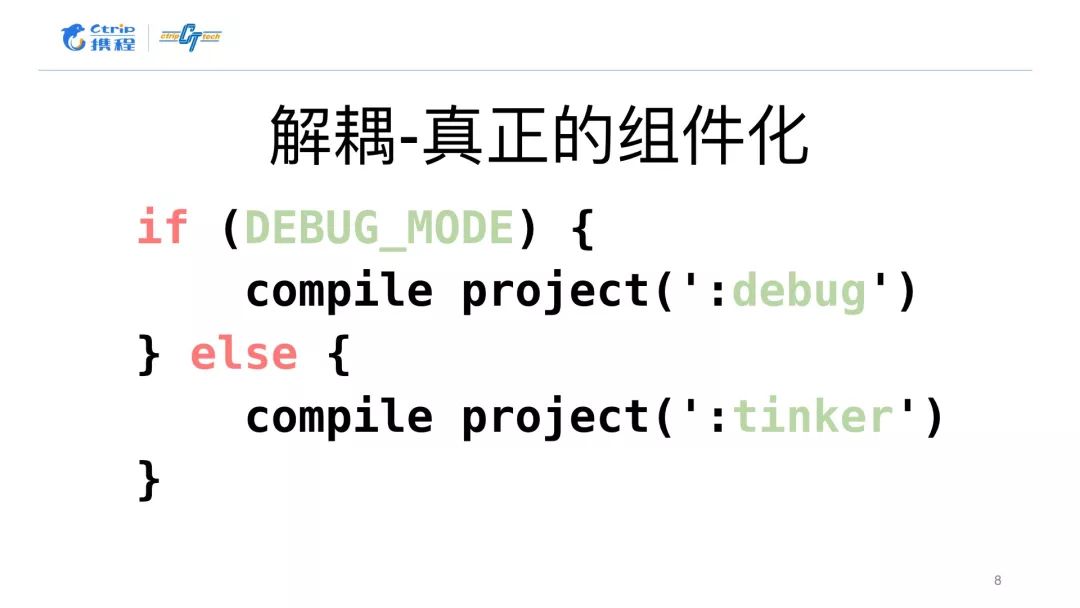 Ctrip
携程
ctrip CT tech
解耦-真正的组件化
if (DEBUG_MODE) {
    compile project(':debug')
} else {
    compile project(':tinker')
}
8